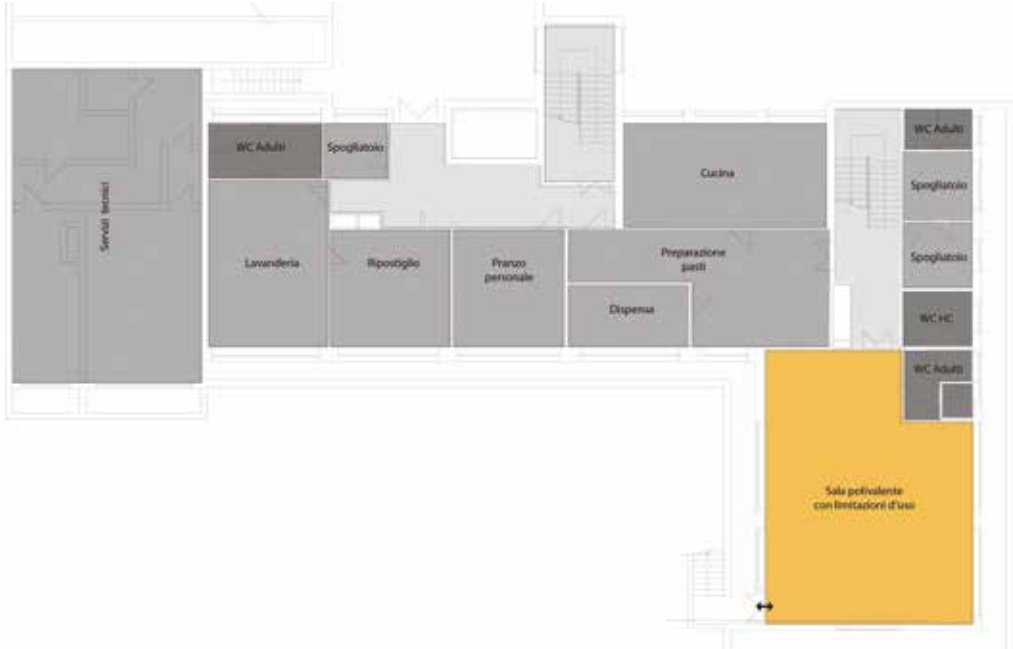 WC Adulti
WC Adulti
Spogliatoio
Cucina
Spogliatoio
Servizi tecnici
Lavanderia
Ripostiglio
Pranzo
personale
Preparazione
pasti
Spogliatoio
Dispensa
WC HC
WC Adulti
Sala polivalente
con limitazioni d'uso